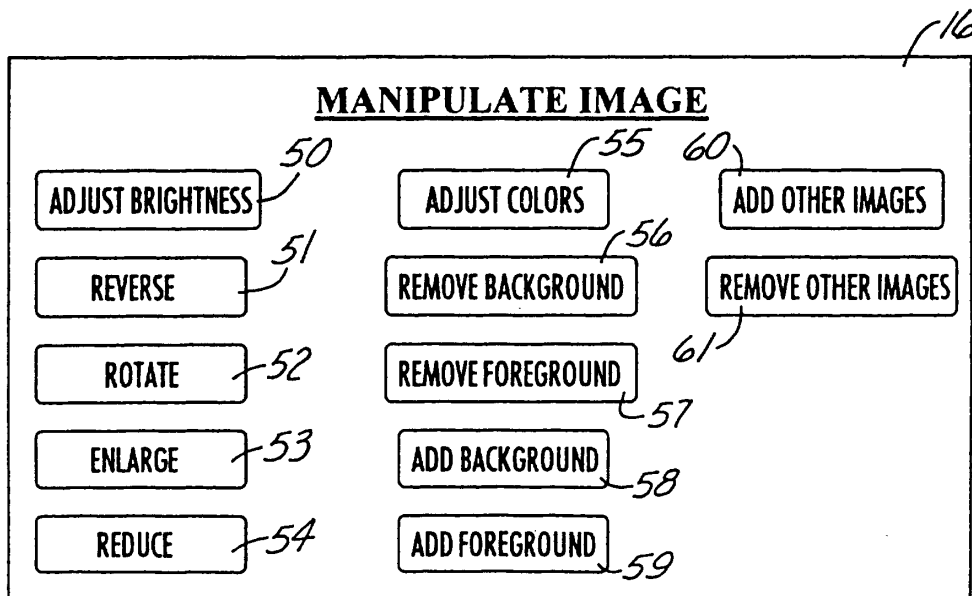 16
MANIPULATE IMAGE
50
ADJUST BRIGHTNESS
55
ADJUST COLORS
60
ADD OTHER IMAGES
51
REVERSE
56
REMOVE BACKGROUND
REMOVE OTHER IMAGES
61
ROTATE
52
REMOVE FOREGROUND
57
ENLARGE
53
ADD BACKGROUND
58
REDUCE
54
ADD FOREGROUND
59